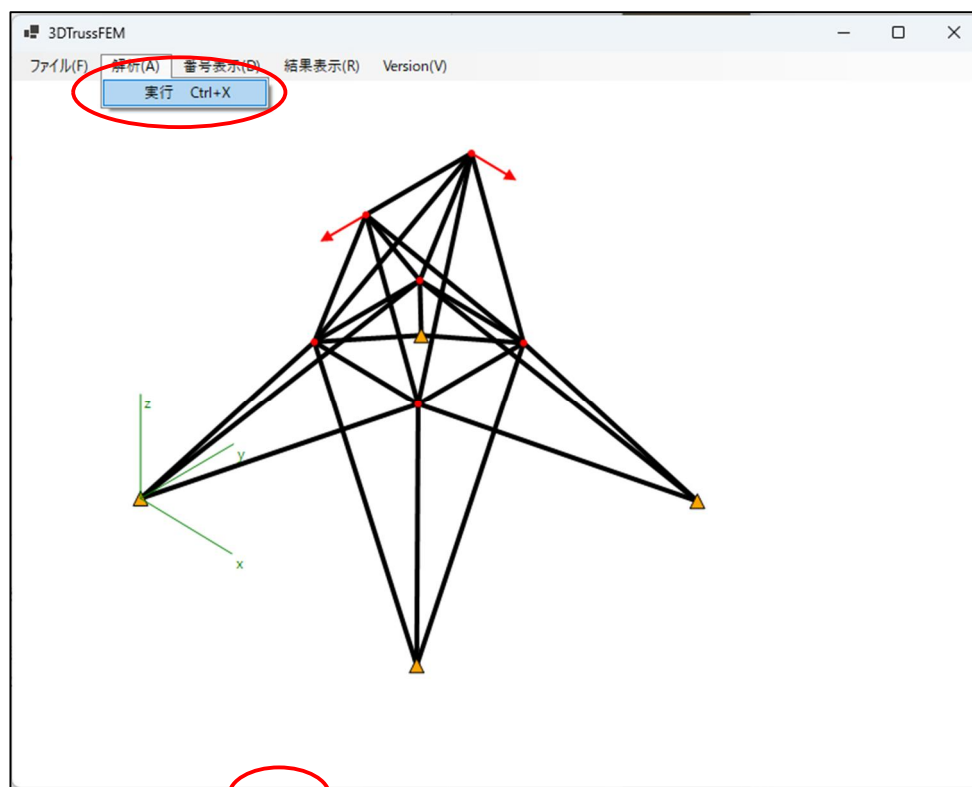 3DTrussFEM
ファイル(F) 解析(A) 番号表示(D) 結果表示(R) Version(V)
実行 Ctrl+X
z
y
x